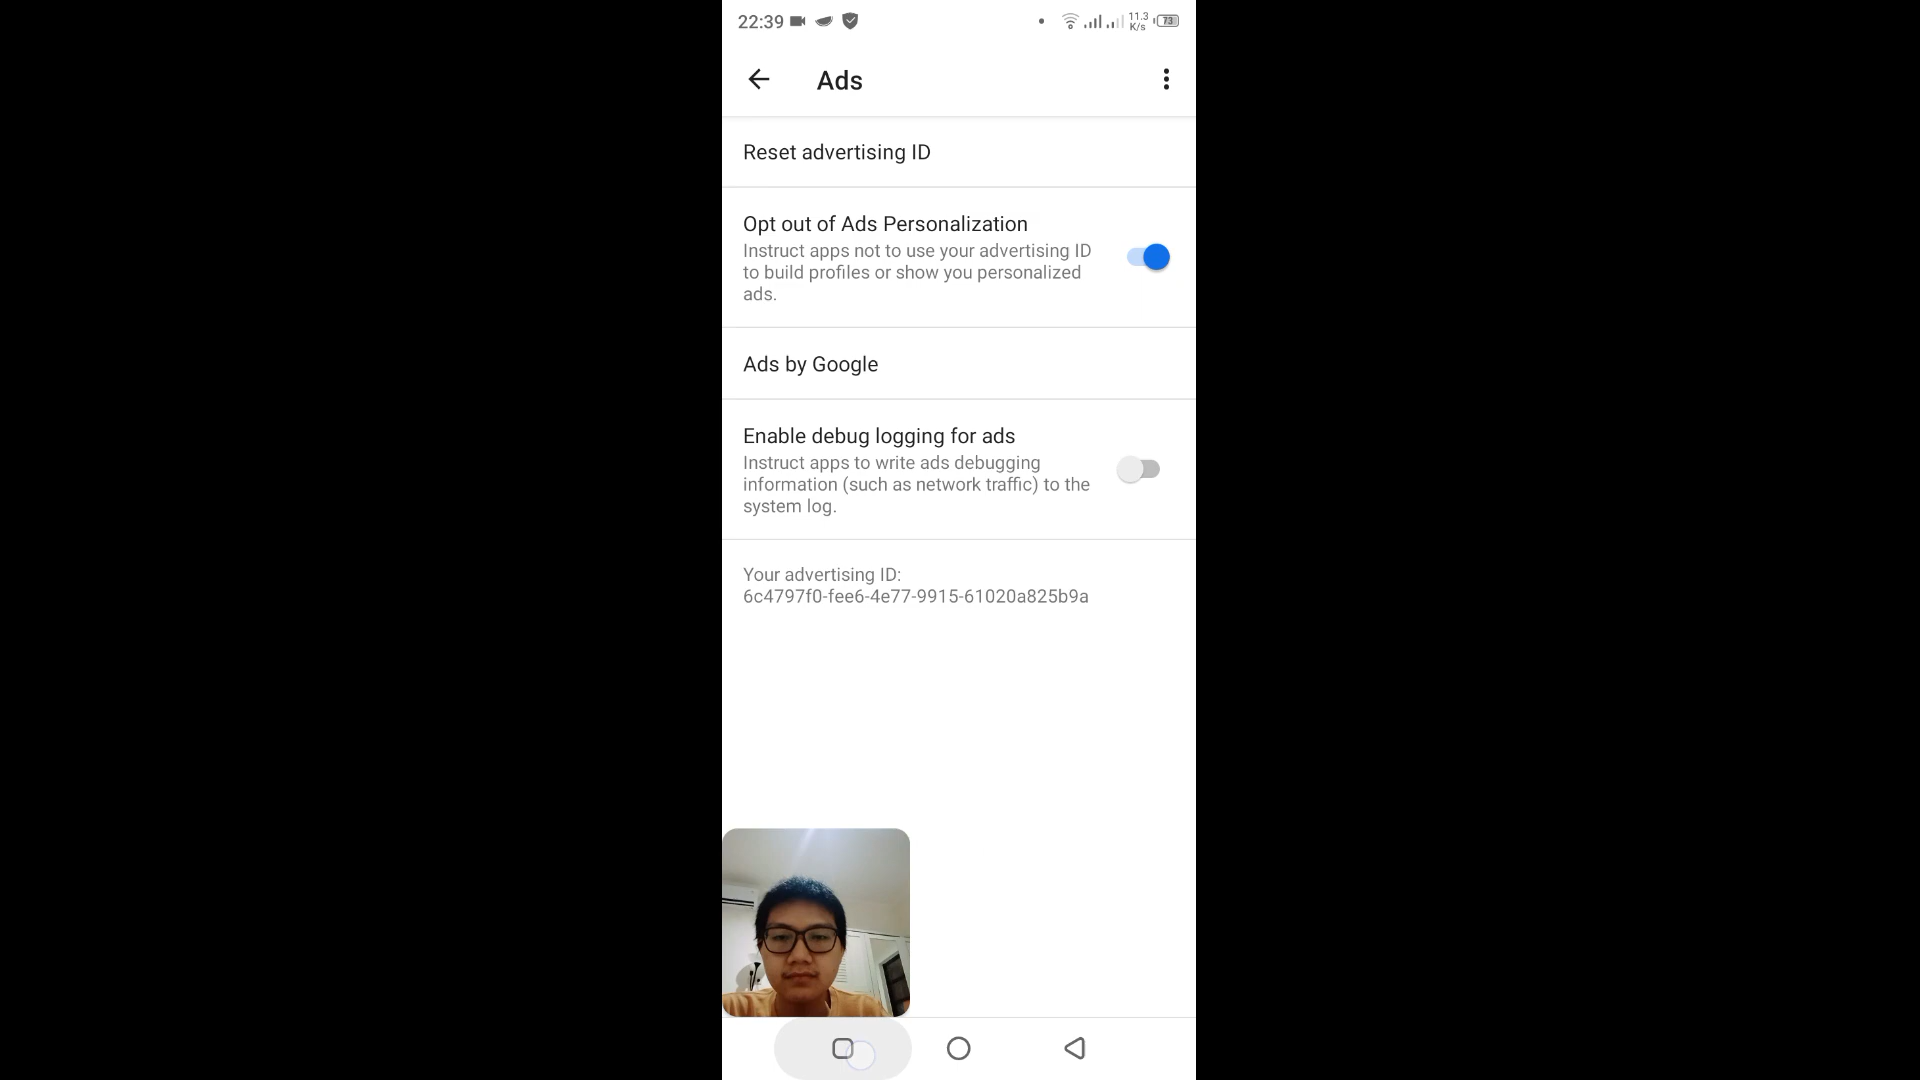 22:39
11.3
K/s
73
Ads
Reset advertising ID
Opt out of Ads Personalization
Instruct apps not to use your advertising ID
to build profiles or show you personalized
ads.
Ads by Google
Enable debug logging for ads
Instruct apps to write ads debugging
information (such as network traffic) to the
system log.
Your advertising ID:
6c4797f0-fee6-4e77-9915-61020a825b9a